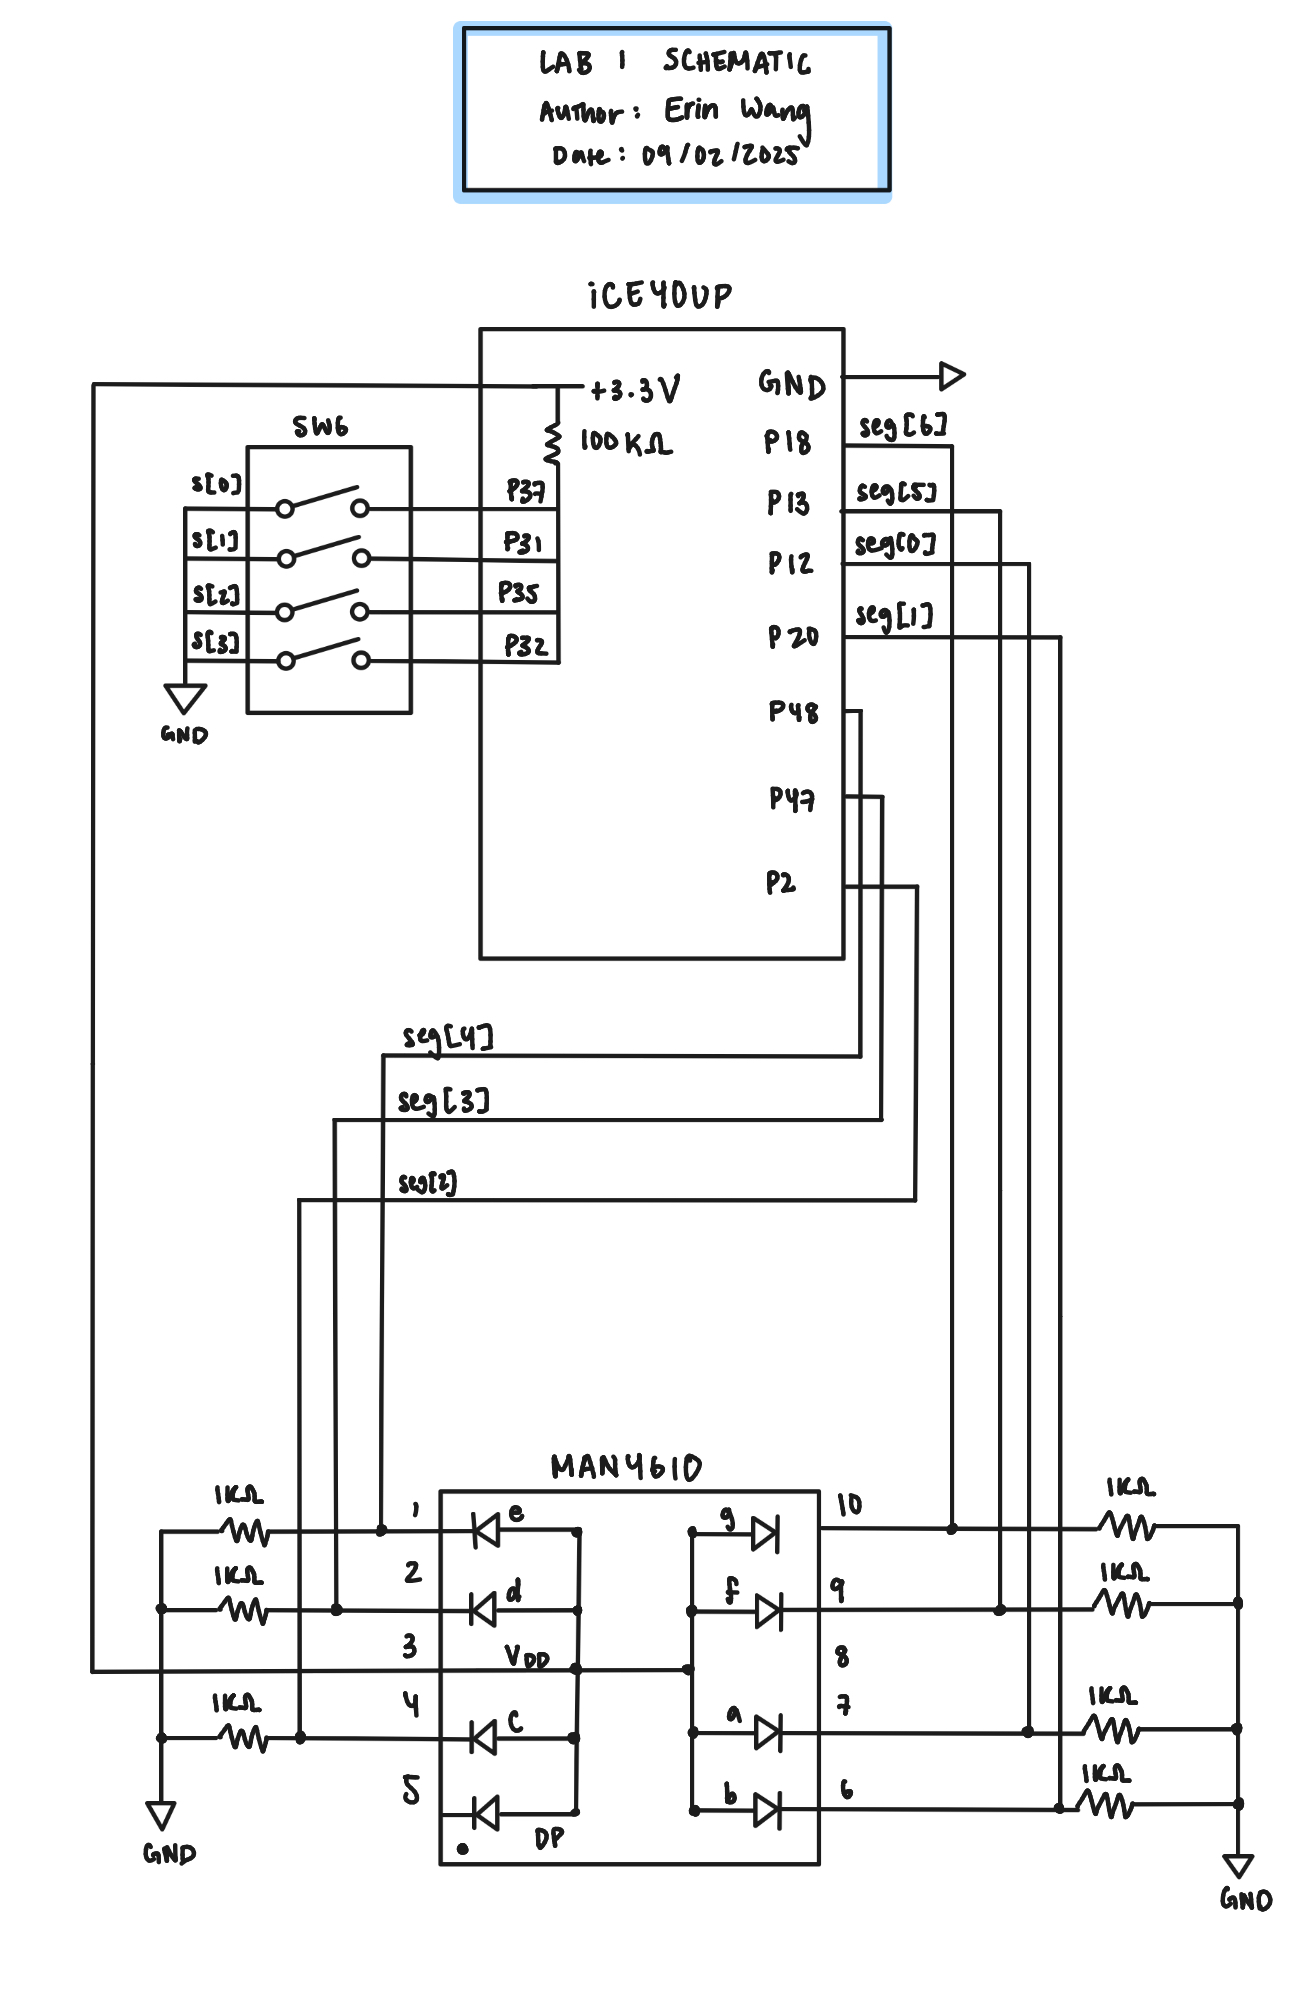 LAB 1 SCHEMATIC
Author: Erin Wang
Date: 09/02/2025
iCE40UP
+3.3V
GND
100KΩ
P18
seg[6]
SW6
s[0]
P37
P13
seg[5]
s[1]
P31
P12
seg[0]
s[2]
P35
s[3]
P32
P20
seg[1]
GND
P48
P47
P2
seg[4]
seg[3]
seg[2]
MAN4610
1KΩ
1
e
g
10
1KΩ
1KΩ
2
d
f
9
1KΩ
3
VDD
8
1KΩ
4
c
a
7
1KΩ
5
DP
b
6
1KΩ
GND
GND